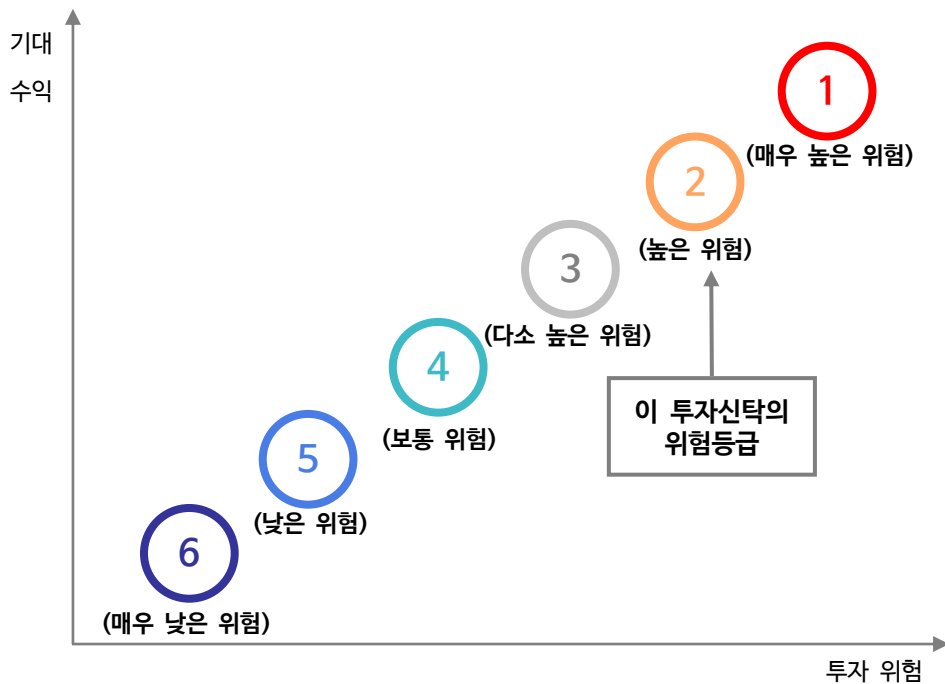 기대
수익
1
(매우 높은 위험)
2
(높은 위험)
3
(다소 높은 위험)
4
(보통 위험)
이 투자신탁의
위험등급
5
(낮은 위험)
6
(매우 낮은 위험)
투자 위험